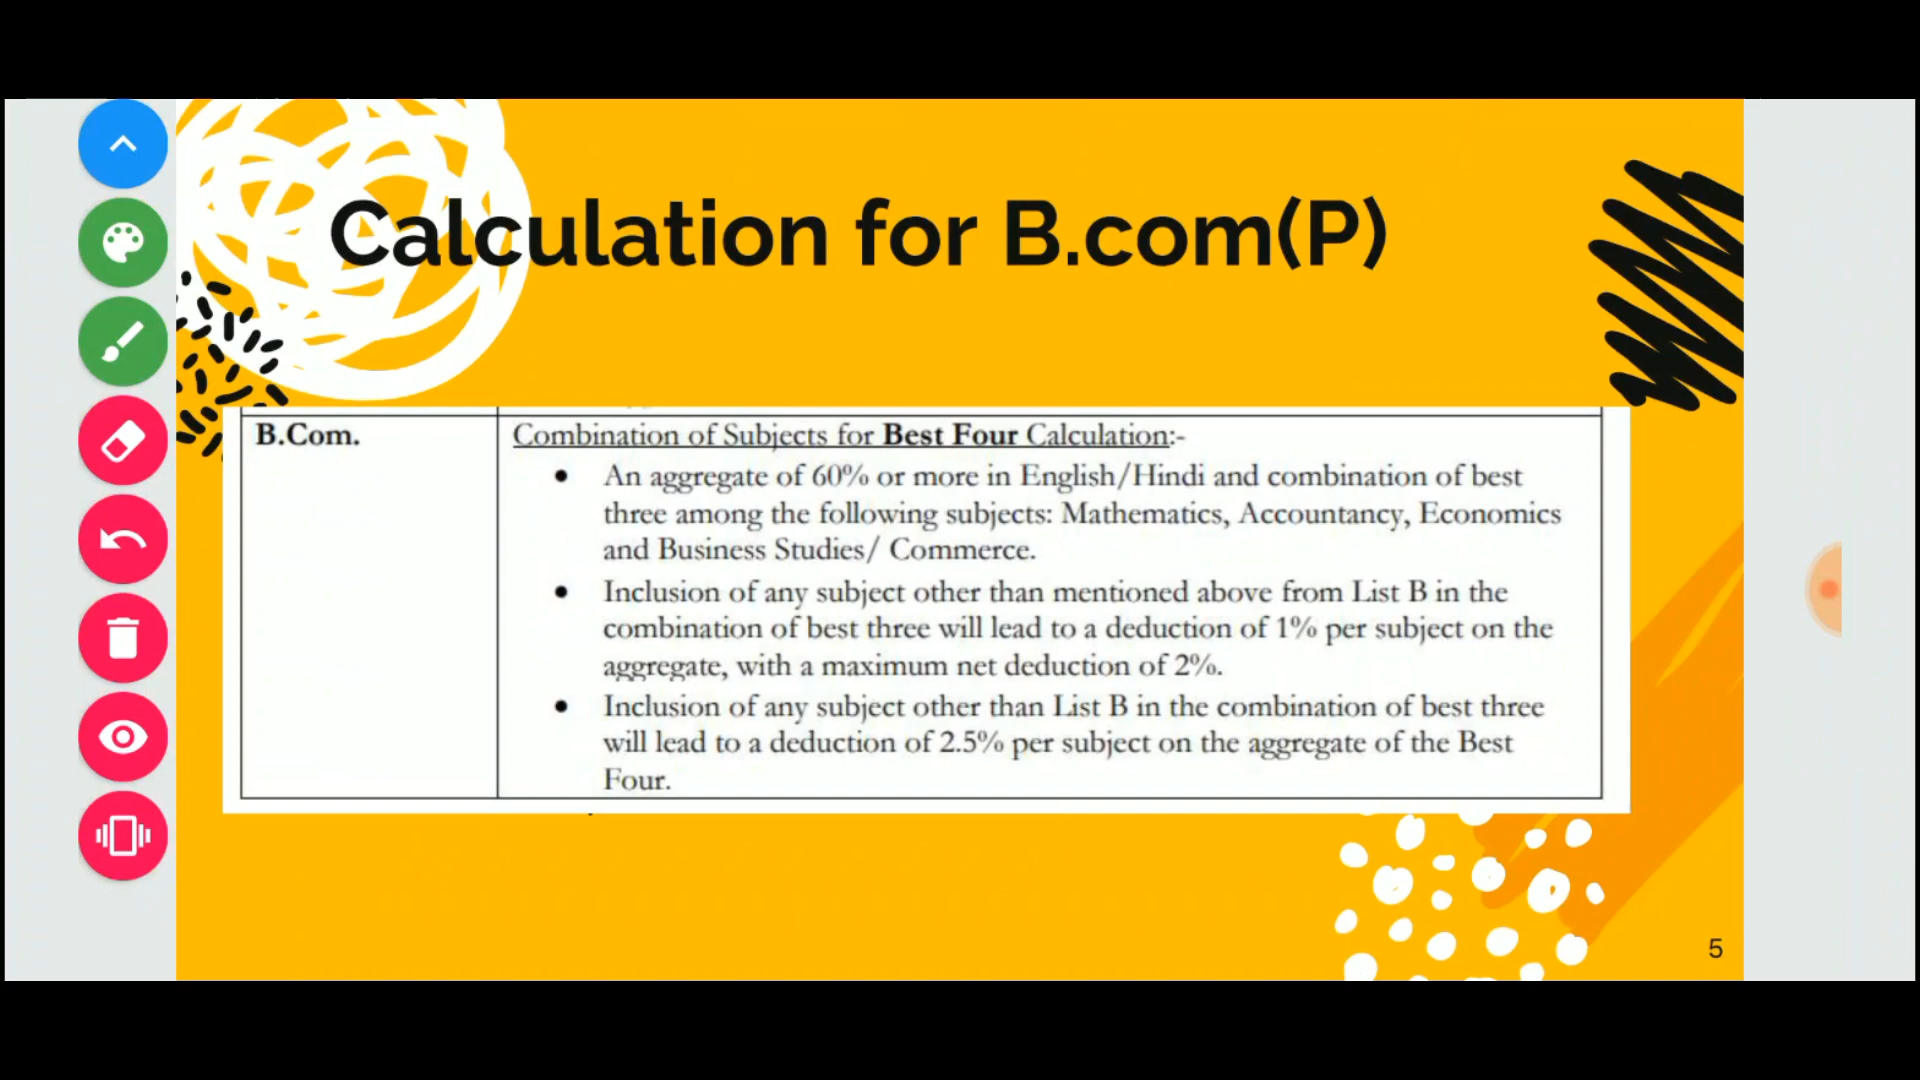 Calculation for B.com(P)
B.Com.
Combination of Subjects for Best Four Calculation:-
• An aggregate of 60% or more in English/Hindi and combination of best
three among the following subjects: Mathematics, Accountancy, Economics
and Business Studies/ Commerce.
• Inclusion of any subject other than mentioned above from List B in the
combination of best three will lead to a deduction of 1% per subject on the
aggregate, with a maximum net deduction of 2%.
• Inclusion of any subject other than List B in the combination of best three
will lead to a deduction of 2.5% per subject on the aggregate of the Best
Four.
5